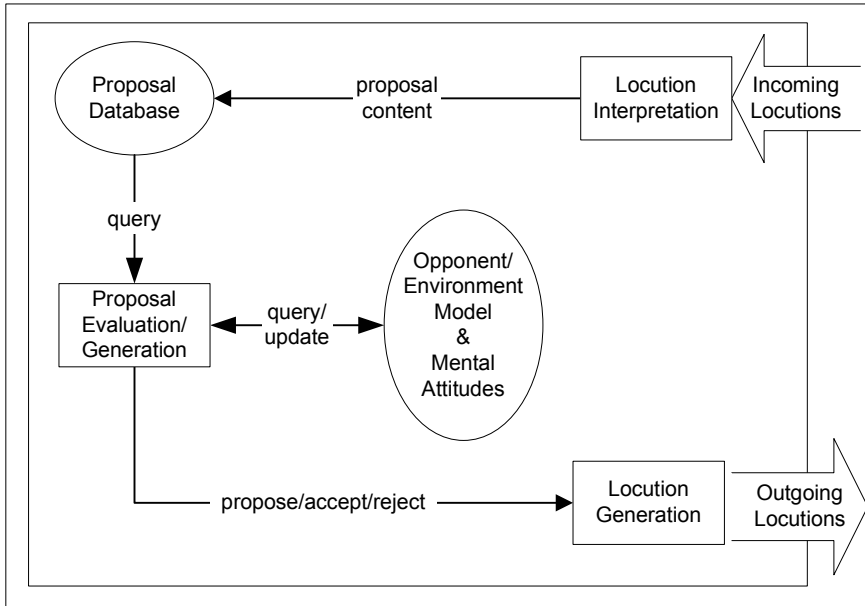 Proposal
Database
proposal
content
Locution
Interpretation
Incoming
Locutions
query
Proposal
Evaluation/
Generation
query/
update
Opponent/
Environment
Model
&
Mental
Attitudes
propose/accept/reject
Locution
Generation
Outgoing
Locutions